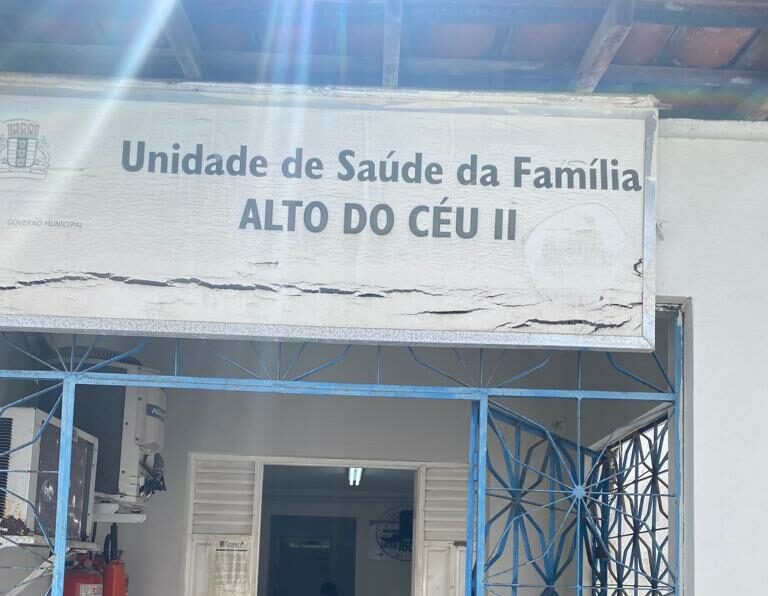 Unidade de Saúde da Família
ALTO DO CÉU II
GOVERNO MUNICIPAL